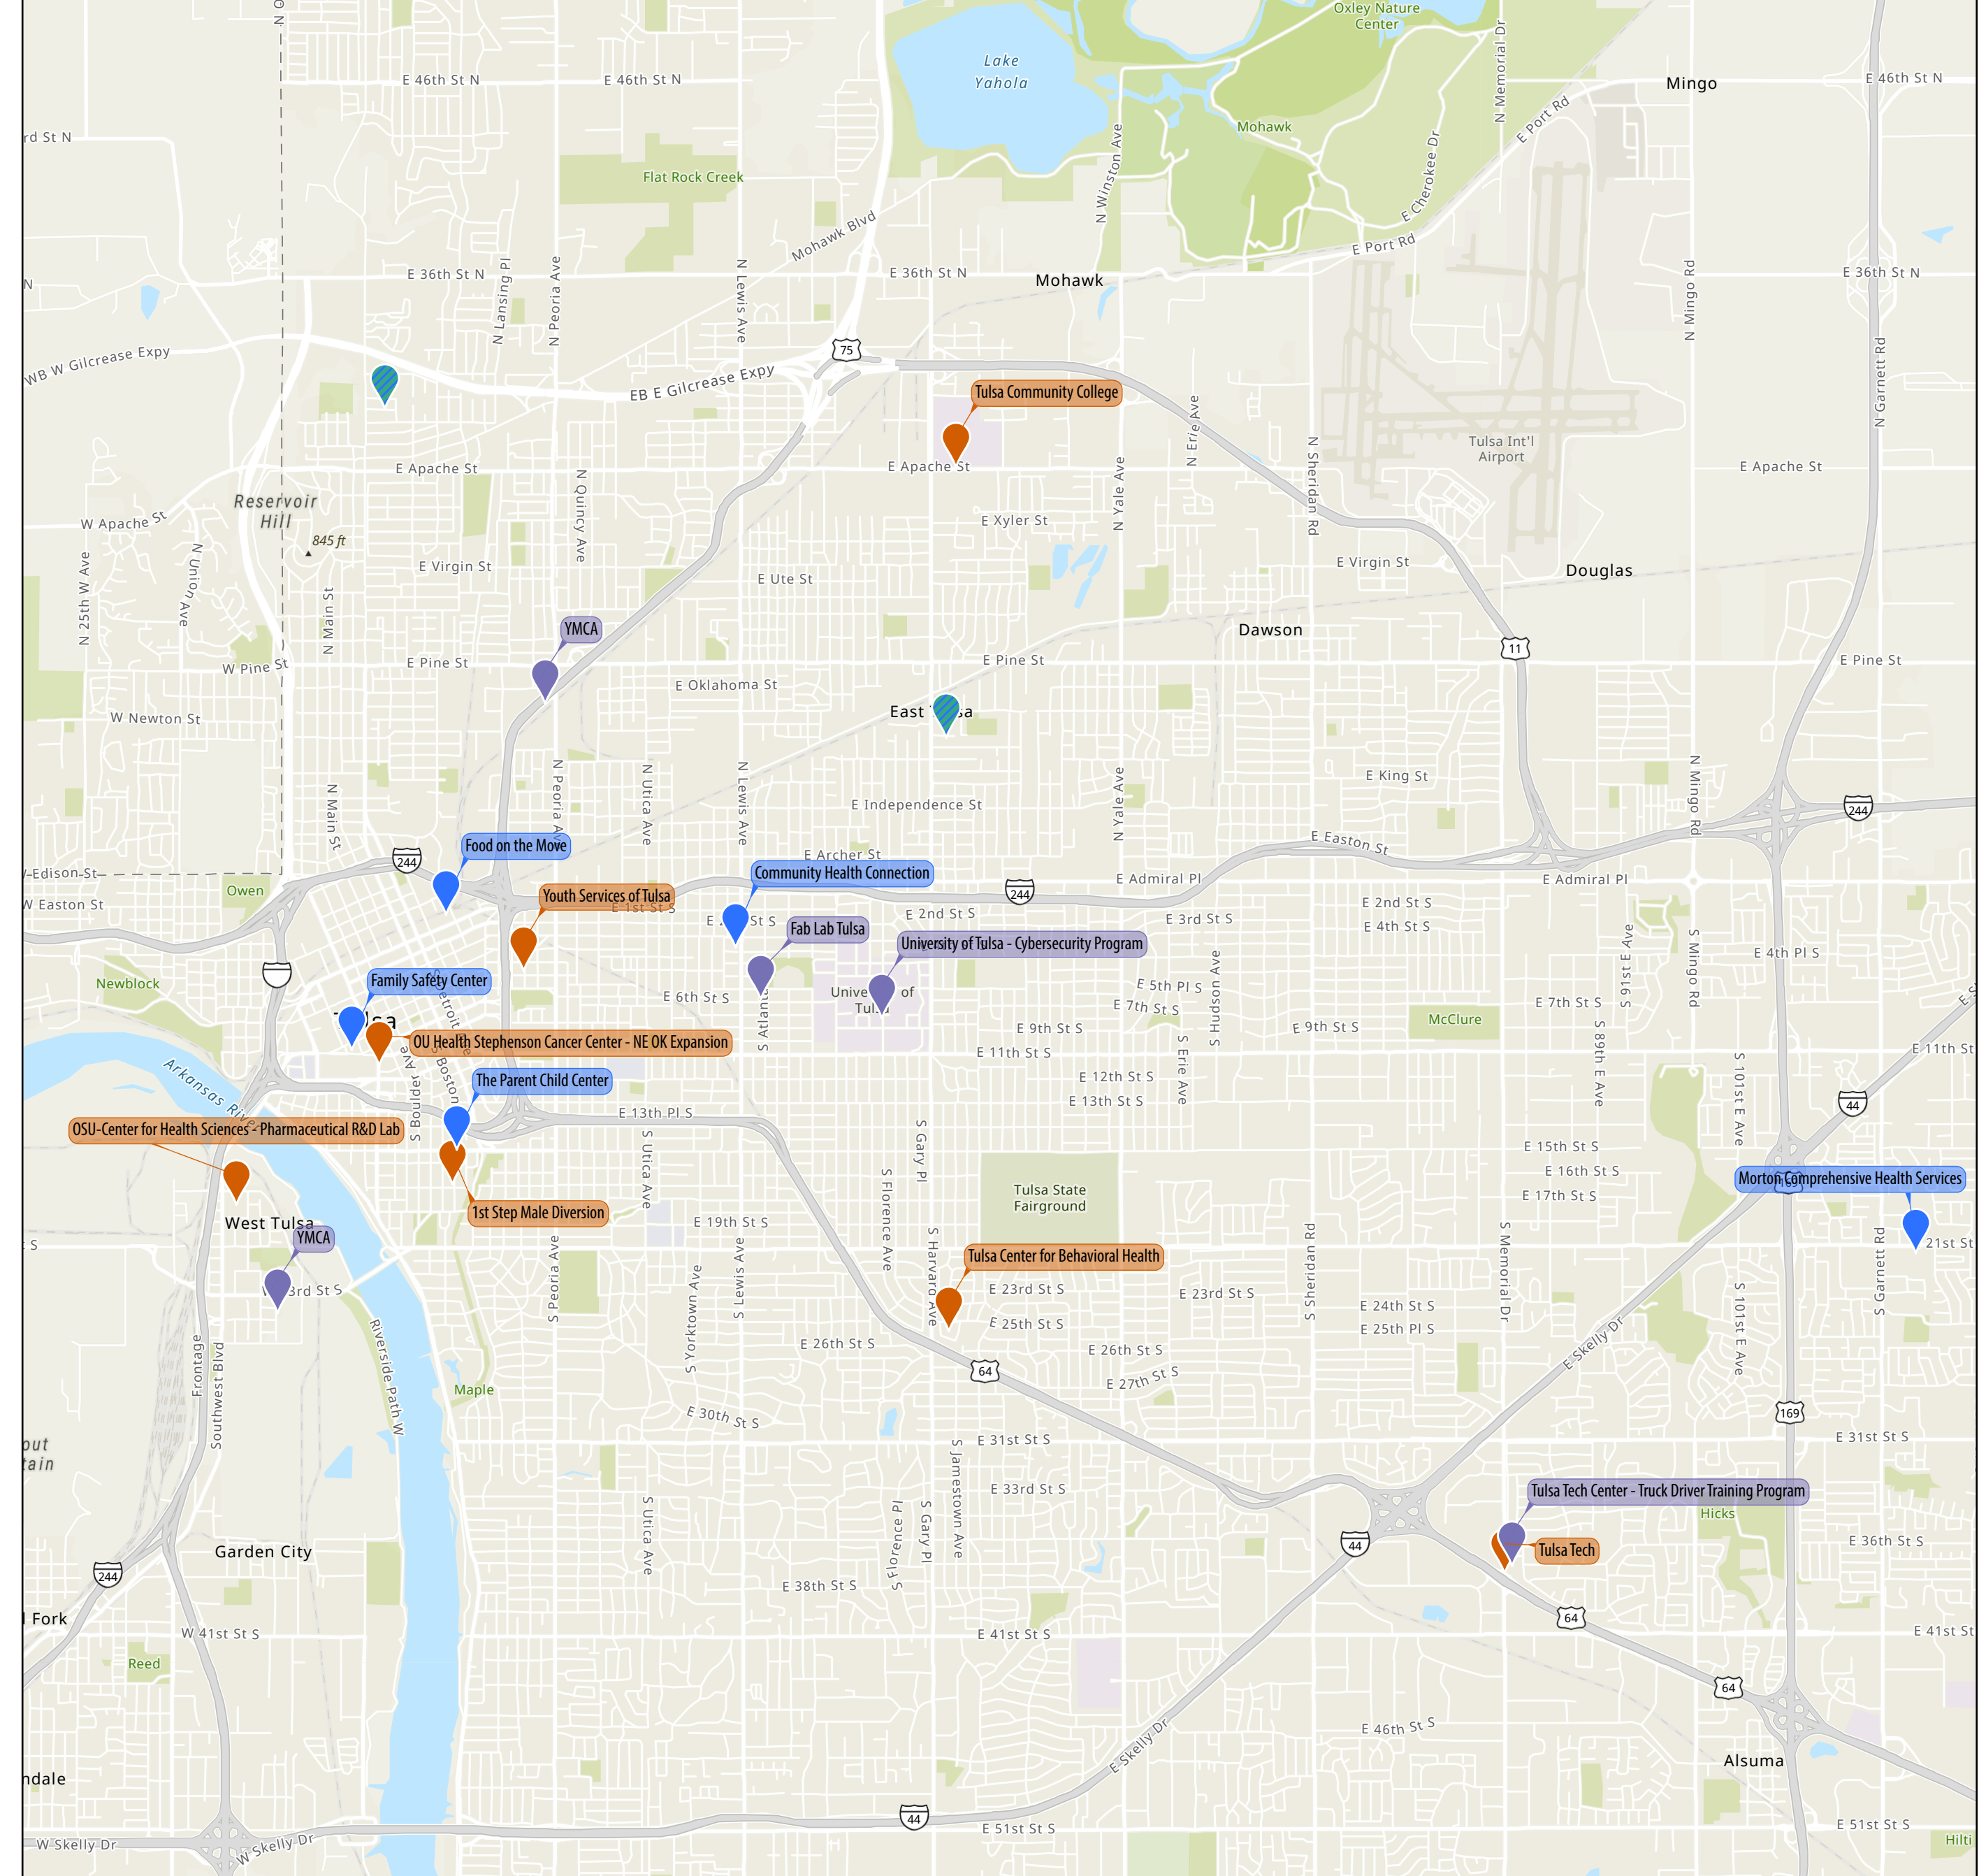 Oxley Nature
Center
N Memorial Dr
Lake
Yahola
E 46th St N
E 46th St N
Mingo
E 46th St N
E Port Rd
Mohawk
rd St N
N Winston Ave
E Cherokee Dr
Flat Rock Creek
Mohawk Blvd
E Port Rd
E 36th St N
E 36th St N
Mohawk
E 36th St N
N Lansing Pl
N Peoria Ave
N Lewis Ave
N Mingo Rd
N Garnett Rd
WB W Gilcrease Expy
75
EB E Gilcrease Expy
Tulsa Community College
N Erie Ave
Tulsa Int'l
Airport
E Apache St
E Apache St
E Apache St
N Sheridan Rd
N Yale Ave
N Quincy Ave
Reservoir
Hill
W Apache St
845 ft
E Xyler St
N 25th W Ave
N Union Ave
E Virgin St
E Ute St
E Virgin St
Douglas
N Main St
YMCA
Dawson
11
W Pine St
E Pine St
E Pine St
E Pine St
E Oklahoma St
W Newton St
East Tulsa
N Main St
N Peoria Ave
N Utica Ave
N Lewis Ave
N Yale Ave
E King St
N Mingo Rd
E Independence St
244
Food on the Move
E Archer St
E Easton St
244
W Edison St
Owen
Community Health Connection
E Admiral Pl
E Admiral Pl
244
W Easton St
Youth Services of Tulsa
E 1st St S
E 2nd St S
E 3rd St S
E 2nd St S
E 4th St S
Fab Lab Tulsa
University of Tulsa - Cybersecurity Program
S 91st E Ave
S Mingo Rd
E 4th Pl S
Newblock
Family Safety Center
Tulsa
E 6th St S
University of
Tulsa
E 5th Pl S
E 7th St S
S Hudson Ave
E 7th St S
McClure
E 9th St S
E 9th St S
OU Health Stephenson Cancer Center - NE OK Expansion
S Boulder Ave
S Boston
E 11th St S
E 11th St
S Erie Ave
S 89th E Ave
S 101st E Ave
Arkansas River
The Parent Child Center
E 12th St S
E 13th St S
E 13th Pl S
44
OSU-Center for Health Sciences - Pharmaceutical R&D Lab
S Utica Ave
S Gary Pl
S Florence Ave
E 15th St S
E 16th St S
E 17th St S
Morton Comprehensive Health Services
169
Tulsa State
Fairground
1st Step Male Diversion
West Tulsa
YMCA
E 19th St S
21st St
Tulsa Center for Behavioral Health
S Peoria Ave
S Yorktown Ave
S Lewis Ave
S Harvard Ave
S Sheridan Rd
S Memorial Dr
S 101st E Ave
S Garnett Rd
E 23rd St S
E 23rd St S
E 24th St S
E 25th St S
E 25th Pl S
E 26th St S
E 26th St S
E 27th St S
E Skelly Dr
64
Frontage
Southwest Blvd
Riverside Path W
Maple
E 30th St S
169
E 31st St S
E 31st St S
E 33rd St S
S Jamestown Ave
S Gary Pl
S Florence Pl
S Utica Ave
Tulsa Tech Center - Truck Driver Training Program
Hicks
Tulsa Tech
E 36th St S
Garden City
44
244
E 38th St S
l Fork
64
W 41st St S
E 41st St S
E 41st St
Reed
64
E 46th St S
E Skelly Dr
Alsuma
ndale
44
E 51st St S
E 51st St S
W Skelly Dr
W Skelly Dr
Hilti